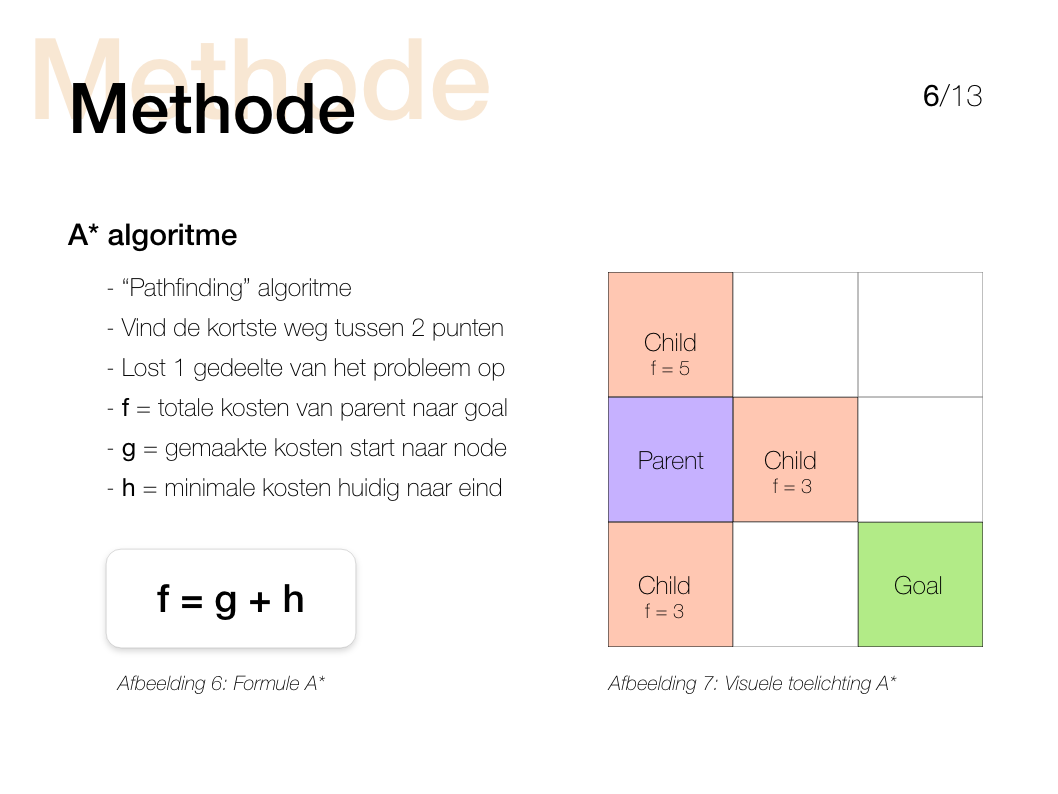 Methode
Methode
6/13
A* algoritme
- “Pathfinding” algoritme
- Vind de kortste weg tussen 2 punten
- Lost 1 gedeelte van het probleem op
- f = totale kosten van parent naar goal
- g = gemaakte kosten start naar node
- h = minimale kosten huidig naar eind
f = g + h
Afbeelding 6: Formule A*
Child
f = 5
Parent
Child
f = 3
Child
f = 3
Goal
Afbeelding 7: Visuele toelichting A*